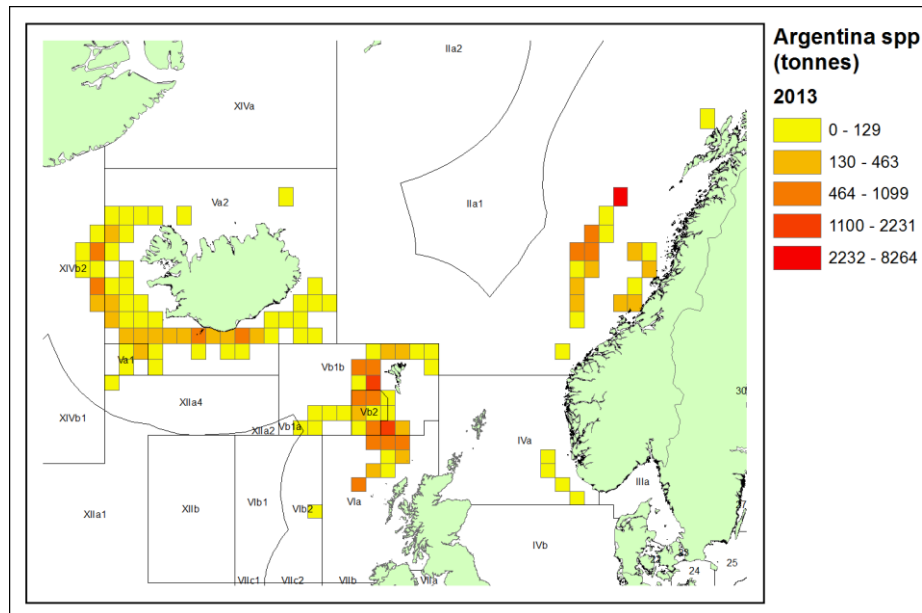 Argentina spp
(tonnes)
2013
0 - 129
130 - 463
464 - 1099
1100 - 2231
2232 - 8264
IIa2
XIVa
Va2
IIa1
XIVb2
Va1
Vb1b
XIIa4
Vb2
XIVb1
XIIa2
Vb1a
IVa
30
IIIa
VIa
XIIa1
XIIb
VIb1
VIb2
IVb
25
24
VIIc1
VIIc2
VIIb
VIIa